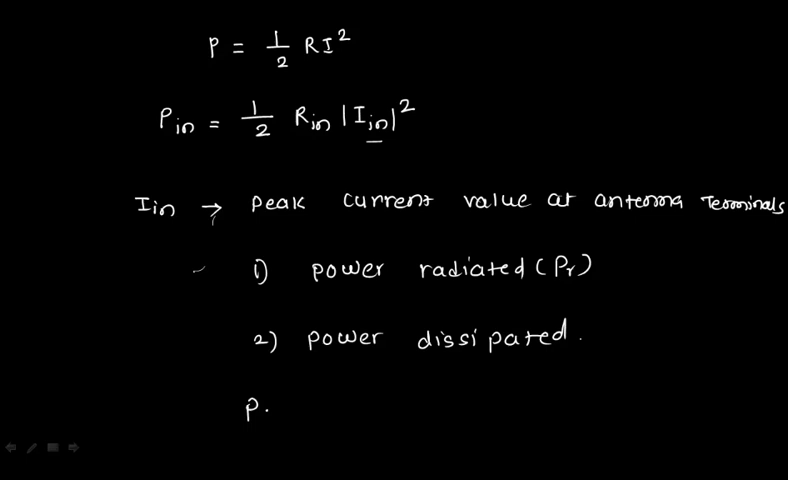 P = 1/2 RI²
Pin = 1/2 Rin |Iin|²
Iin → peak current value at antenna Terminals
1) power radiated (Pr)
2) power dissipated.
P.